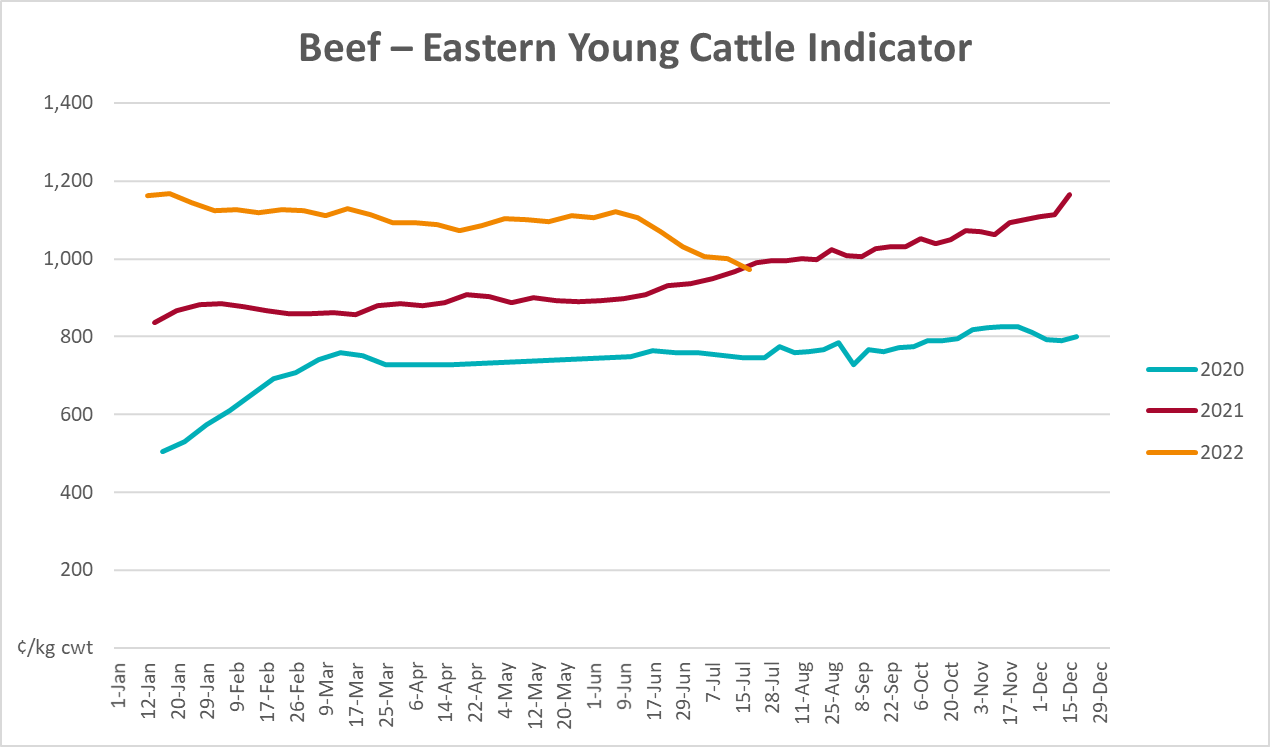 Beef – Eastern Young Cattle Indicator
1,400
1,200
1,000
800
600
400
200
¢/kg cwt
1-Jan
12-Jan
20-Jan
29-Jan
9-Feb
17-Feb
26-Feb
9-Mar
17-Mar
25-Mar
6-Apr
14-Apr
22-Apr
4-May
12-May
20-May
1-Jun
9-Jun
17-Jun
29-Jun
7-Jul
15-Jul
28-Jul
11-Aug
25-Aug
8-Sep
22-Sep
6-Oct
20-Oct
3-Nov
17-Nov
1-Dec
15-Dec
29-Dec
2020
2021
2022